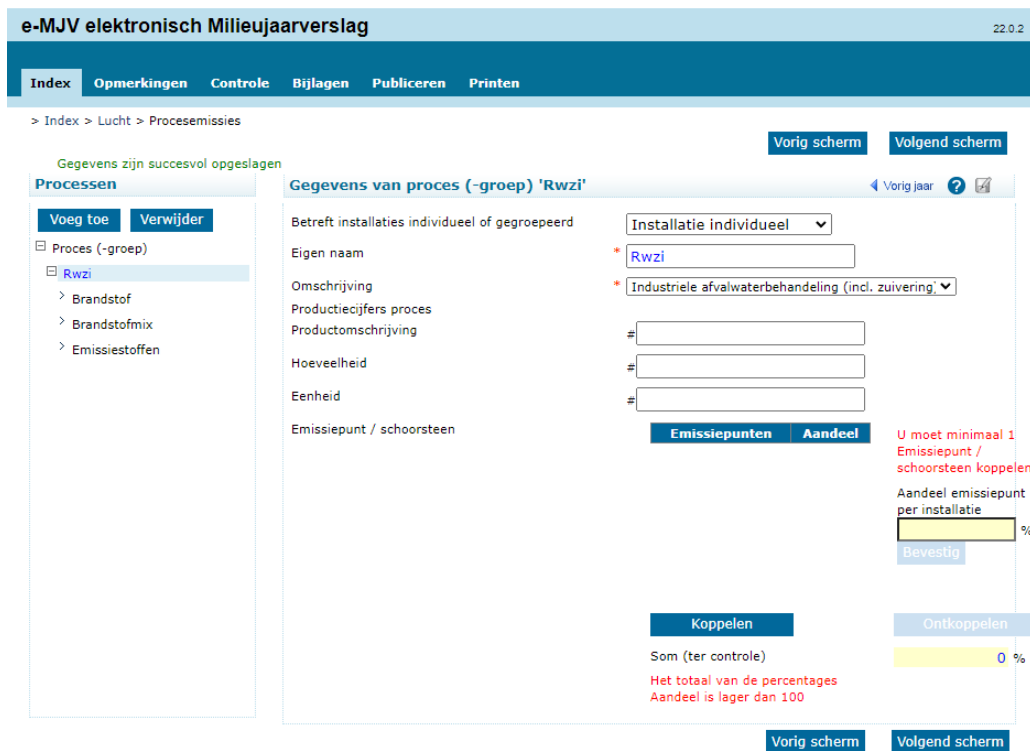 e-MJV elektronisch Milieujaarverslag
22.0.2
Index Opmerkingen Controle Bijlagen Publiceren Printen
> Index > Lucht > Procesemissies
Vorig scherm Volgend scherm
Gegevens zijn succesvol opgeslagen
Processen
Voeg toe Verwijder
Proces (-groep)
Rwzi
Brandstof
Brandstofmix
Emissiestoffen
Gegevens van proces (-groep) 'Rwzi'
Vorig jaar
Betreft installaties individueel of gegroepeerd
Installatie individueel
Eigen naam * Rwzi
Omschrijving * Industriele afvalwaterbehandeling (incl. zuivering)
Productiecijfers proces
Productomschrijving #
Hoeveelheid #
Eenheid #
Emissiepunt / schoorsteen
Emissiepunten Aandeel
U moet minimaal 1
Emissiepunt /
schoorsteen koppelen
Aandeel emissiepunt
per installatie
%
Bevestig
Koppelen Ontkoppelen
Som (ter controle) 0 %
Het totaal van de percentages
Aandeel is lager dan 100
Vorig scherm Volgend scherm